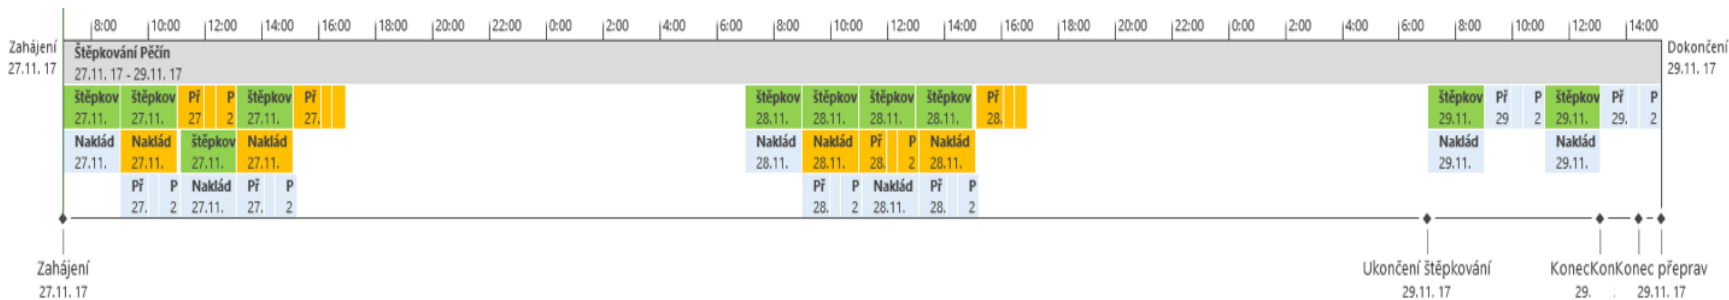 8:00 10:00 12:00 14:00 16:00 18:00 20:00 22:00 0:00 2:00 4:00 6:00 8:00 10:00 12:00 14:00 16:00 18:00 20:00 22:00 0:00 2:00 4:00 6:00 8:00 10:00 12:00 14:00
Zahájení
27.11. 17
Štěpkování Pěčín
27.11. 17 - 29.11. 17
Dokončení
29.11. 17
štěpkov štěpkov Př P štěpkov Př štěpkov štěpkov štěpkov štěpkov Př štěpkov Př P štěpkov Př P
27.11. 27.11. 27 2 27.11. 27. 28.11. 28.11. 28.11. 28.11. 28. 29.11. 29 2 29.11. 29. 2
Naklád Naklád štěpkov Naklád Naklád Naklád Př P Naklád Naklád Naklád
27.11. 27.11. 27.11. 27.11. 28.11. 28.11. 28. 2 28.11. 29.11. 29.11.
Př P Naklád Př P Př P Naklád Př P
27. 2 27.11. 27. 2 28. 2 28.11. 28. 2
Zahájení
27.11. 17
Ukončení štěpkování
29.11. 17
KonecKonKonec přeprav
29. : 29.11. 17